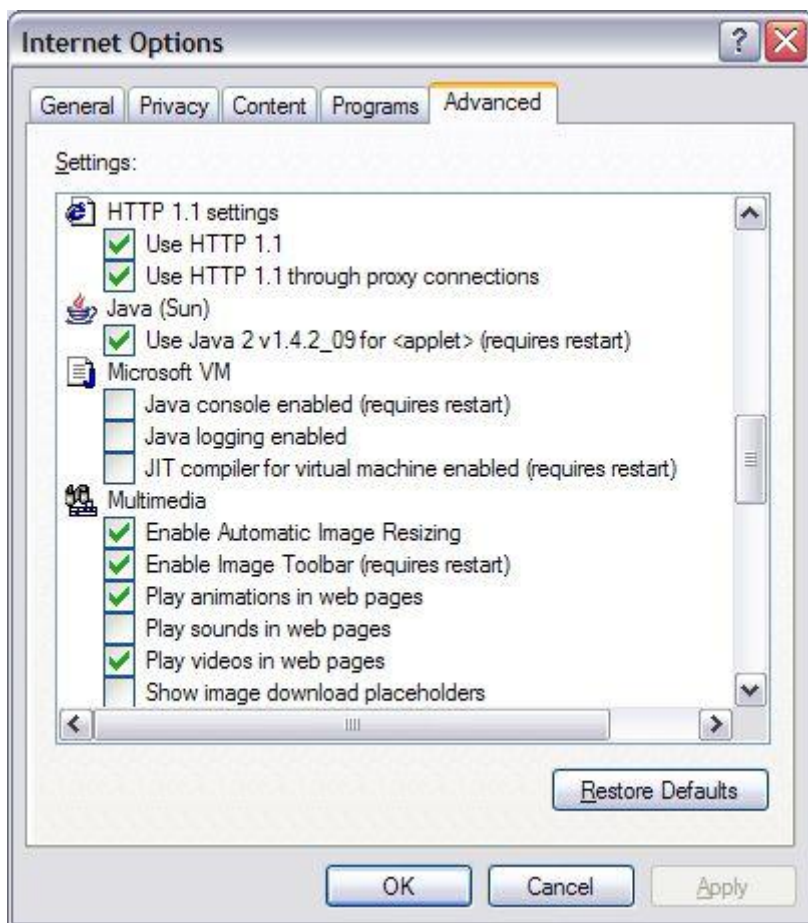 Internet Options
General Privacy Content Programs Advanced
Settings:
HTTP 1.1 settings
Use HTTP 1.1
Use HTTP 1.1 through proxy connections
Java (Sun)
Use Java 2 v1.4.2_09 for <applet> (requires restart)
Microsoft VM
Java console enabled (requires restart)
Java logging enabled
JIT compiler for virtual machine enabled (requires restart)
Multimedia
Enable Automatic Image Resizing
Enable Image Toolbar (requires restart)
Play animations in web pages
Play sounds in web pages
Play videos in web pages
Show image download placeholders
Restore Defaults
OK Cancel Apply